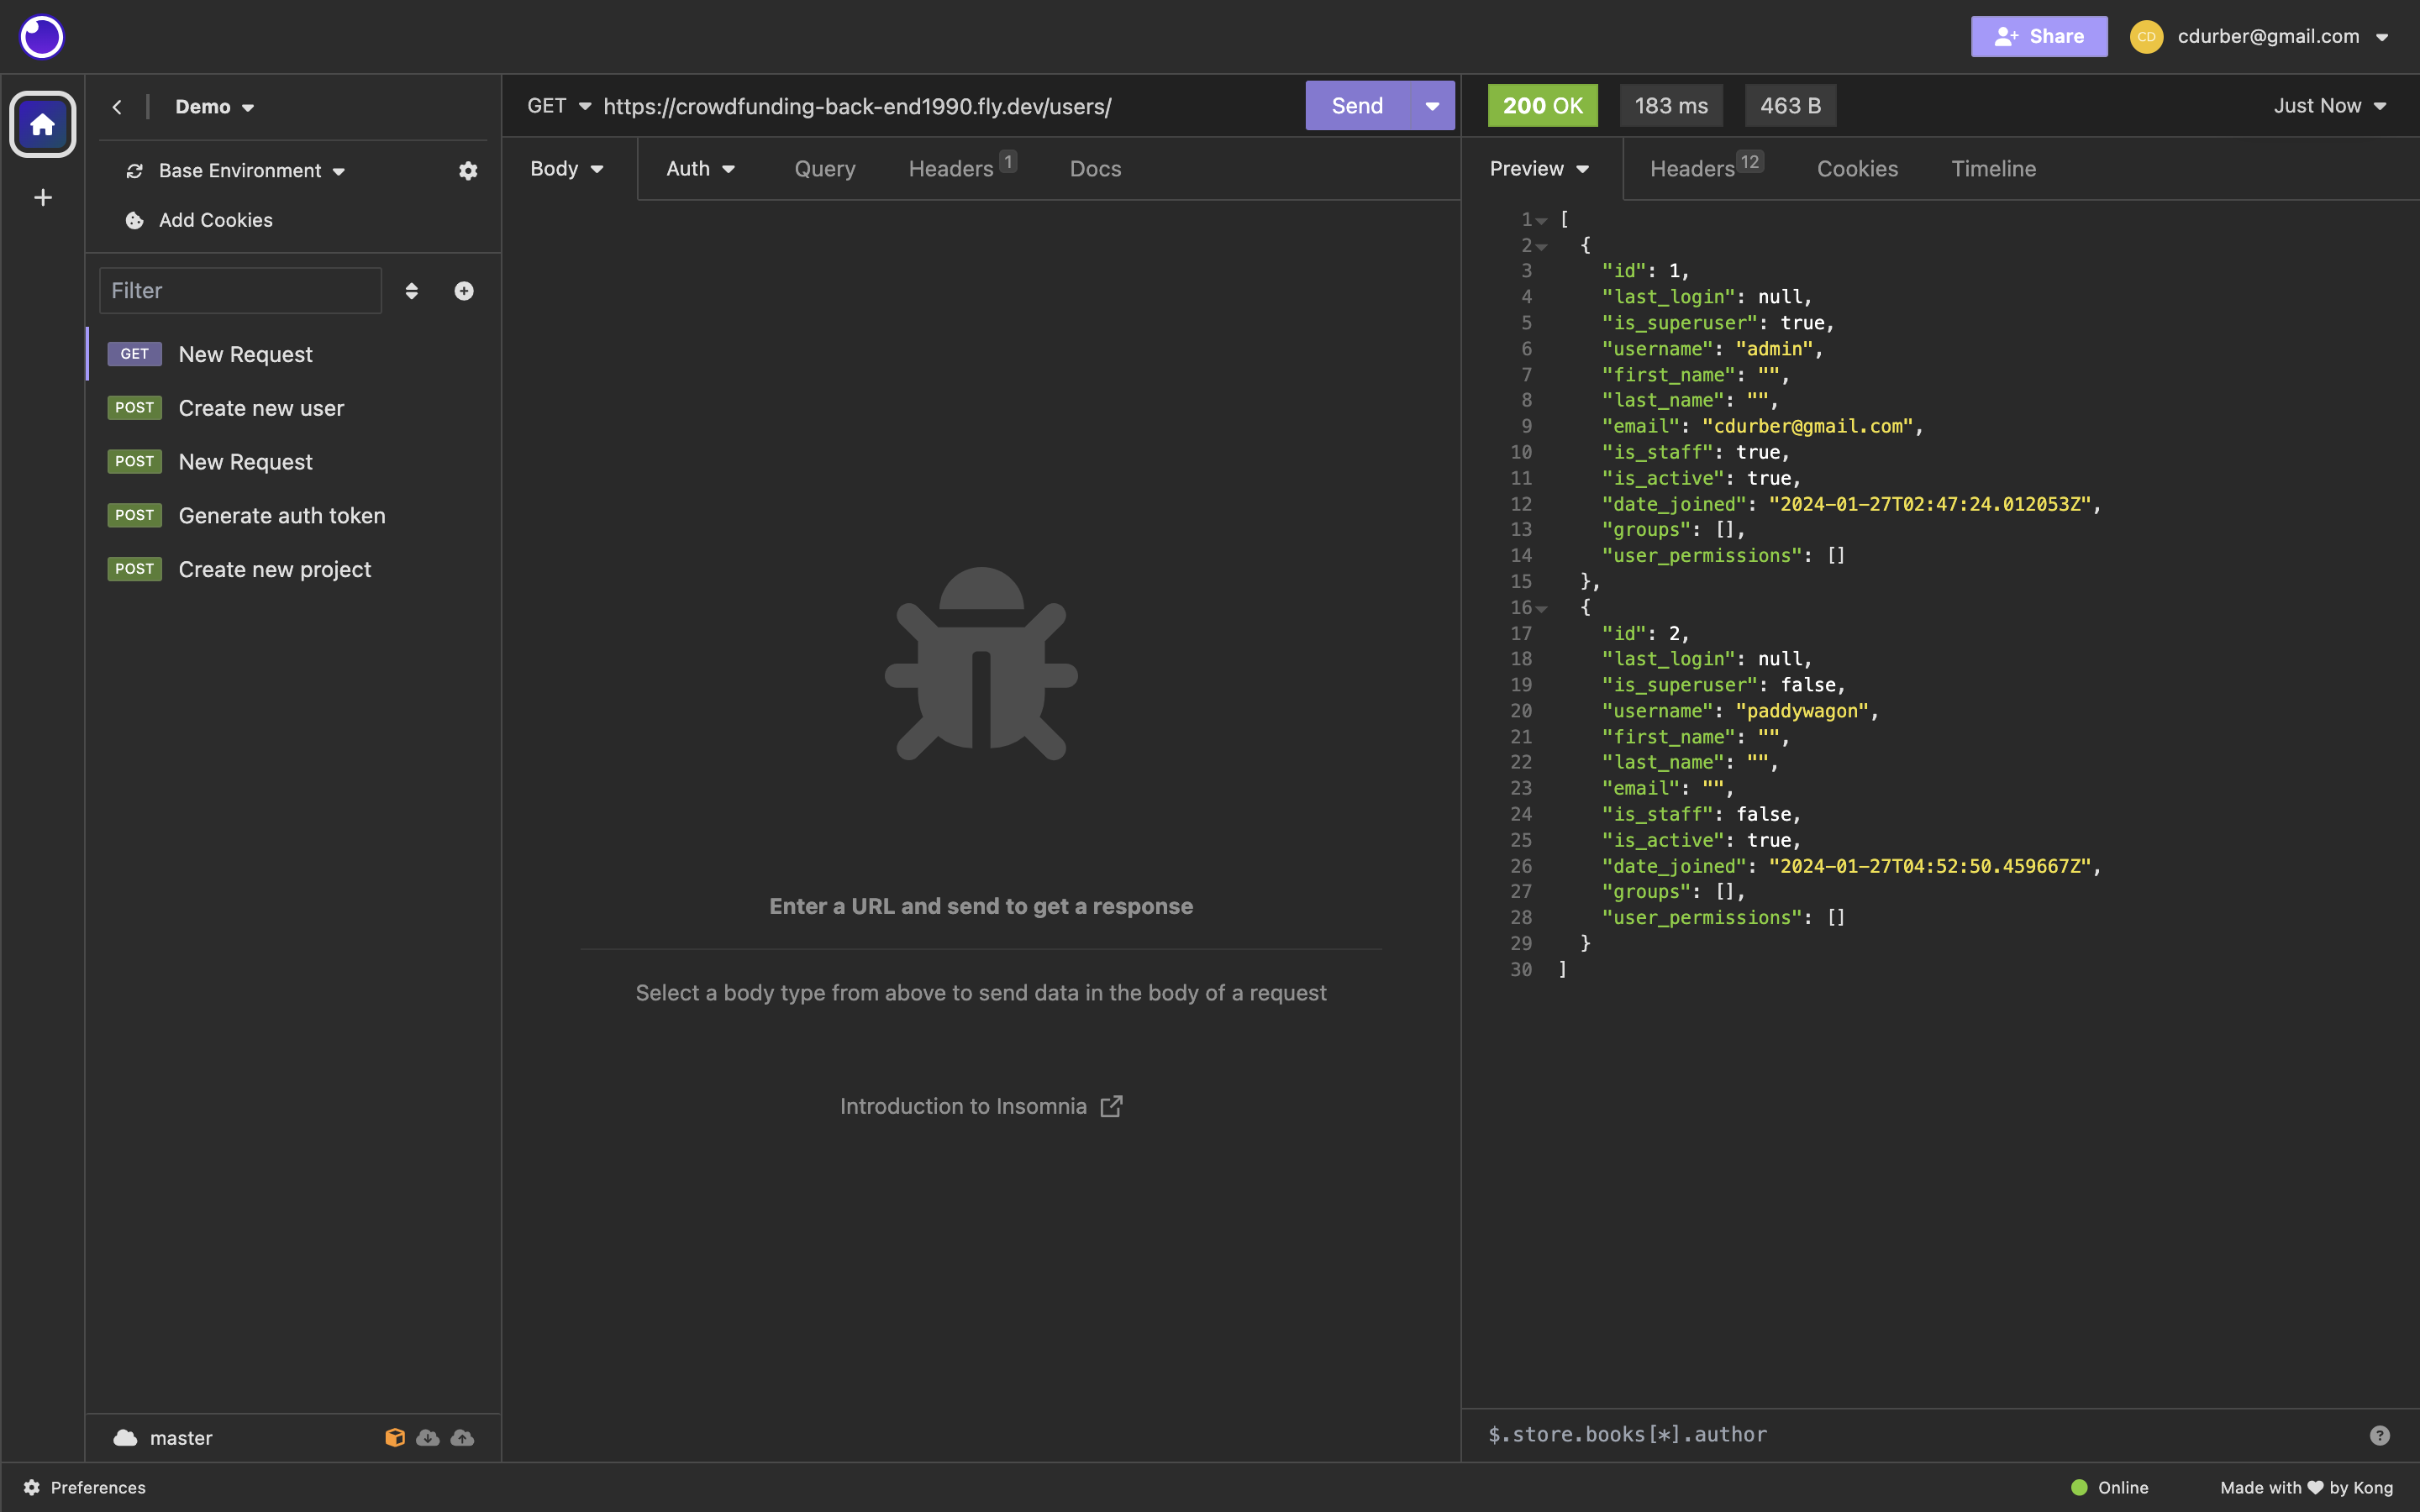 Share
CD
cdurber@gmail.com
Demo
Base Environment
Add Cookies
Filter
GET New Request
POST Create new user
POST New Request
POST Generate auth token
POST Create new project
master
GET https://crowdfunding-back-end1990.fly.dev/users/ Send
Body Auth Query Headers 1 Docs
Enter a URL and send to get a response
Select a body type from above to send data in the body of a request
Introduction to Insomnia
200 OK 183 ms 463 B Just Now
Preview Headers 12 Cookies Timeline
1 [
2 {
3 "id": 1,
4 "last_login": null,
5 "is_superuser": true,
6 "username": "admin",
7 "first_name": "",
8 "last_name": "",
9 "email": "cdurber@gmail.com",
10 "is_staff": true,
11 "is_active": true,
12 "date_joined": "2024-01-27T02:47:24.012053Z",
13 "groups": [],
14 "user_permissions": []
15 },
16 {
17 "id": 2,
18 "last_login": null,
19 "is_superuser": false,
20 "username": "paddywagon",
21 "first_name": "",
22 "last_name": "",
23 "email": "",
24 "is_staff": false,
25 "is_active": true,
26 "date_joined": "2024-01-27T04:52:50.459667Z",
27 "groups": [],
28 "user_permissions": []
29 }
30 ]
$.store.books[*].author ?
Preferences
Online
Made with ♥ by Kong